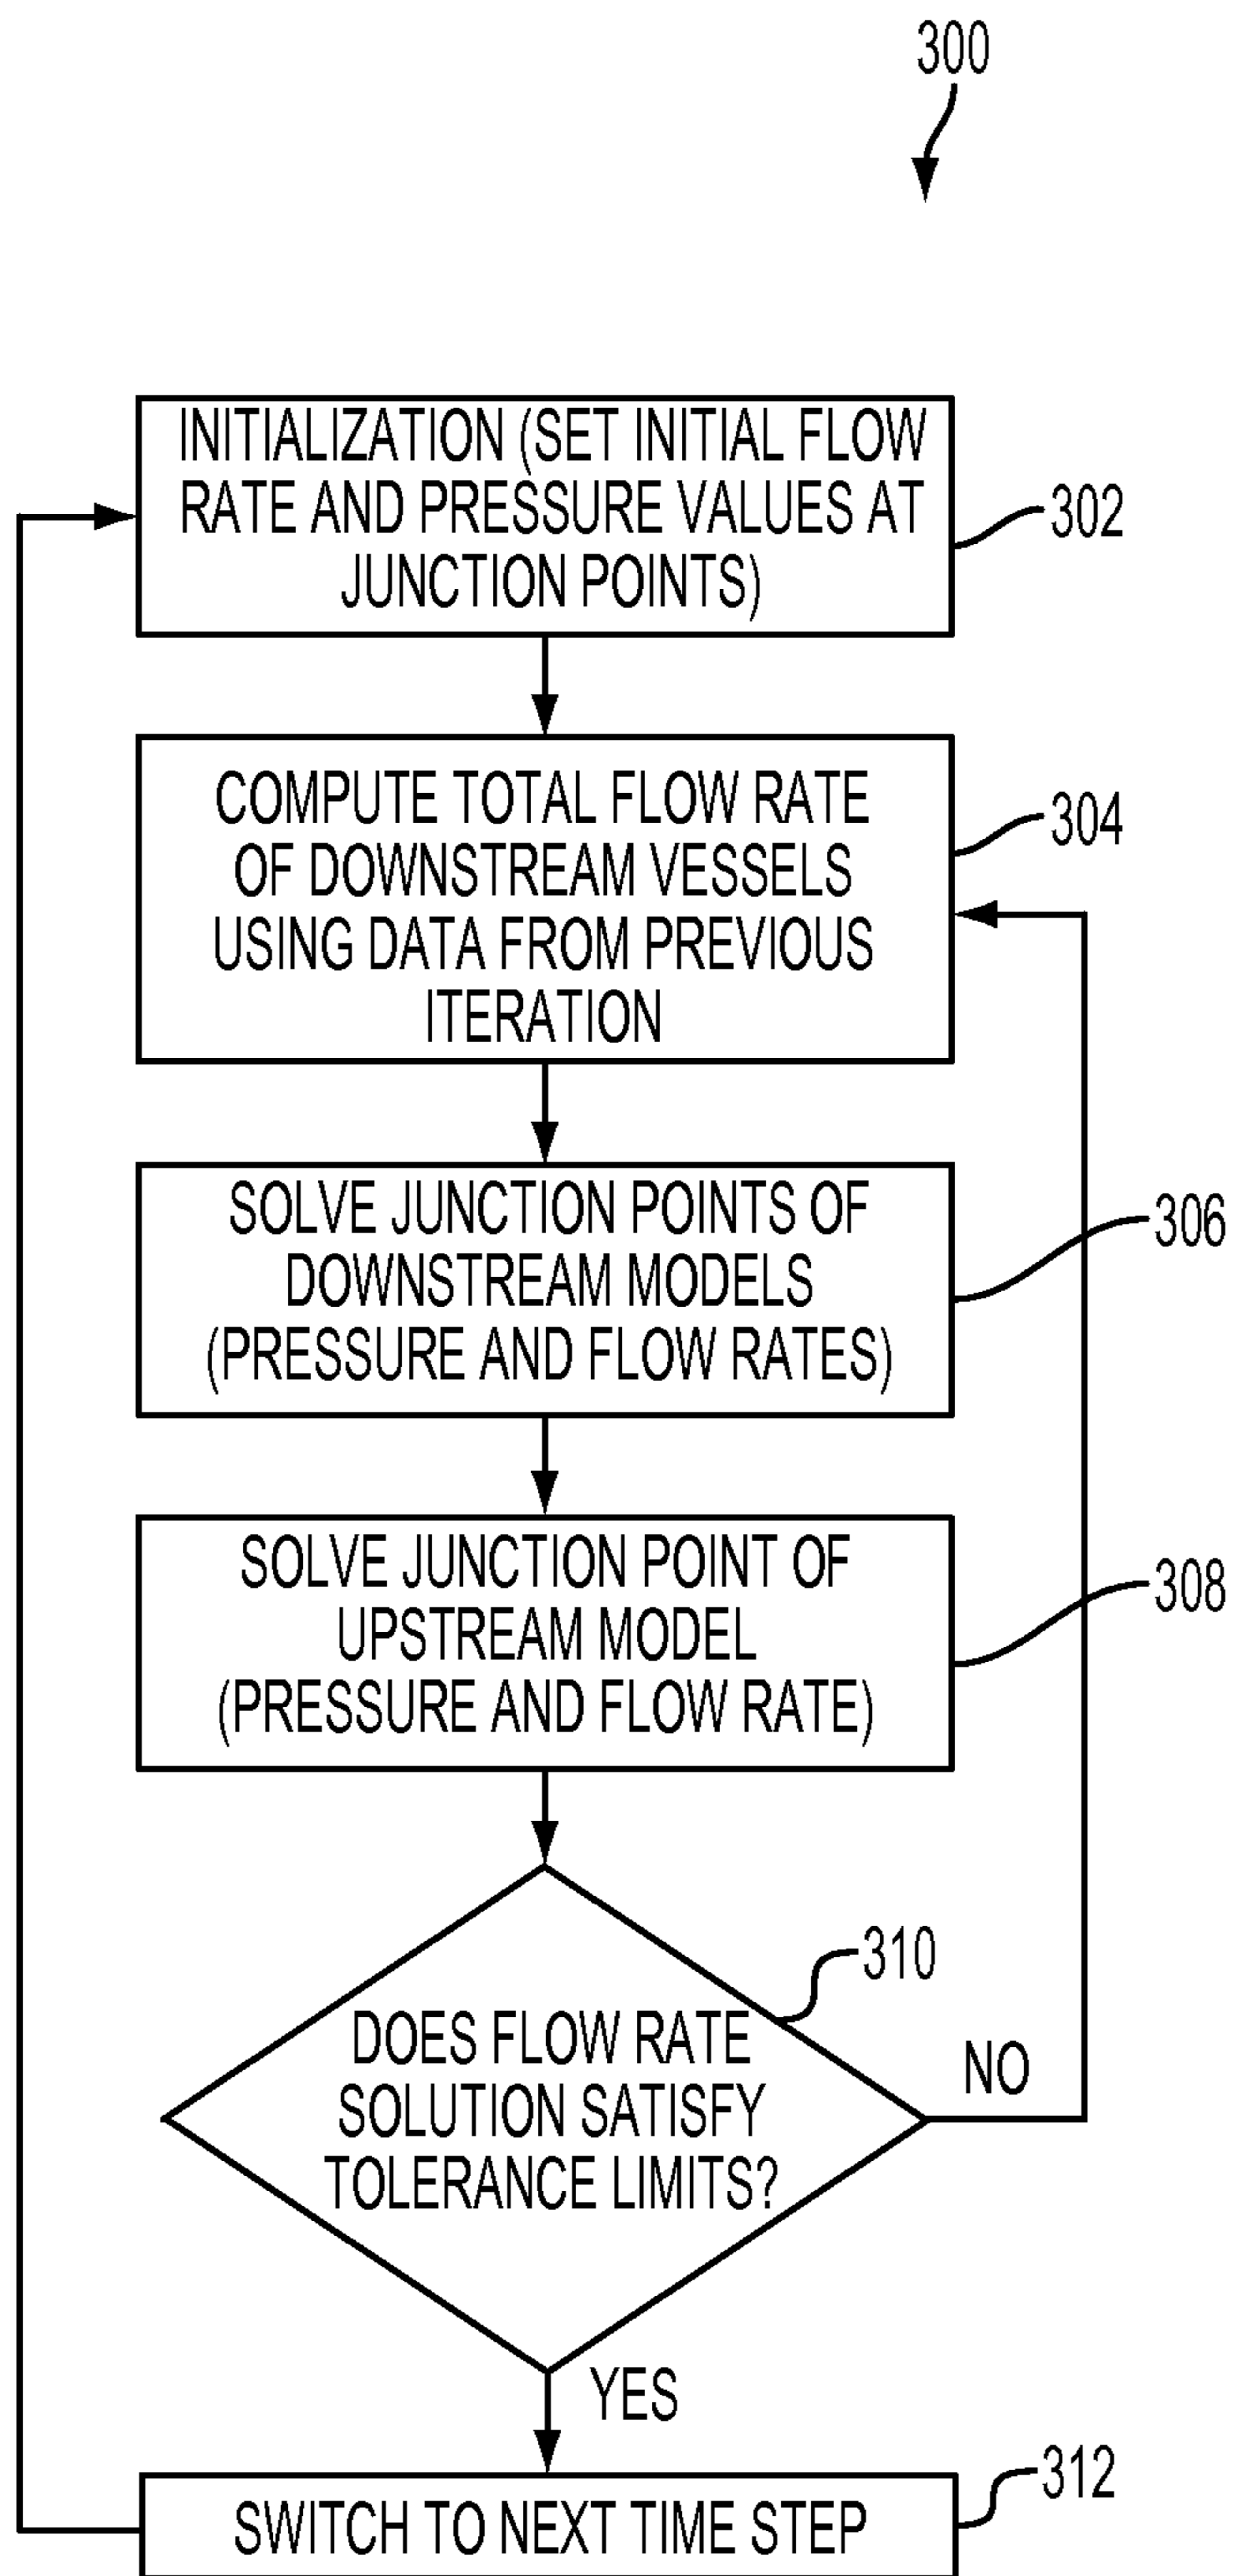 300
INITIALIZATION (SET INITIAL FLOW
RATE AND PRESSURE VALUES AT
JUNCTION POINTS)
302
COMPUTE TOTAL FLOW RATE
OF DOWNSTREAM VESSELS
USING DATA FROM PREVIOUS
ITERATION
304
SOLVE JUNCTION POINTS OF
DOWNSTREAM MODELS
(PRESSURE AND FLOW RATES)
306
SOLVE JUNCTION POINT OF
UPSTREAM MODEL
(PRESSURE AND FLOW RATE)
308
310
DOES FLOW RATE
SOLUTION SATISFY
TOLERANCE LIMITS?
NO
YES
312
SWITCH TO NEXT TIME STEP